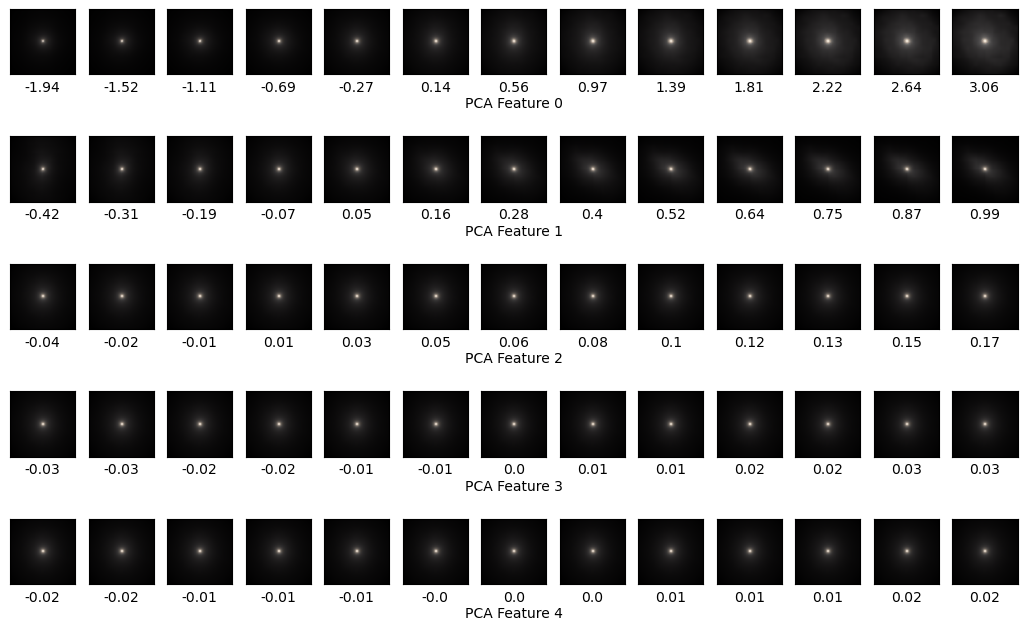 -1.94 -1.52 -1.11 -0.69 -0.27 0.14 0.56 0.97 1.39 1.81 2.22 2.64 3.06
PCA Feature 0
-0.42 -0.31 -0.19 -0.07 0.05 0.16 0.28 0.4 0.52 0.64 0.75 0.87 0.99
PCA Feature 1
-0.04 -0.02 -0.01 0.01 0.03 0.05 0.06 0.08 0.1 0.12 0.13 0.15 0.17
PCA Feature 2
-0.03 -0.03 -0.02 -0.02 -0.01 -0.01 0.0 0.01 0.01 0.02 0.02 0.03 0.03
PCA Feature 3
-0.02 -0.02 -0.01 -0.01 -0.01 -0.0 0.0 0.0 0.01 0.01 0.01 0.02 0.02
PCA Feature 4